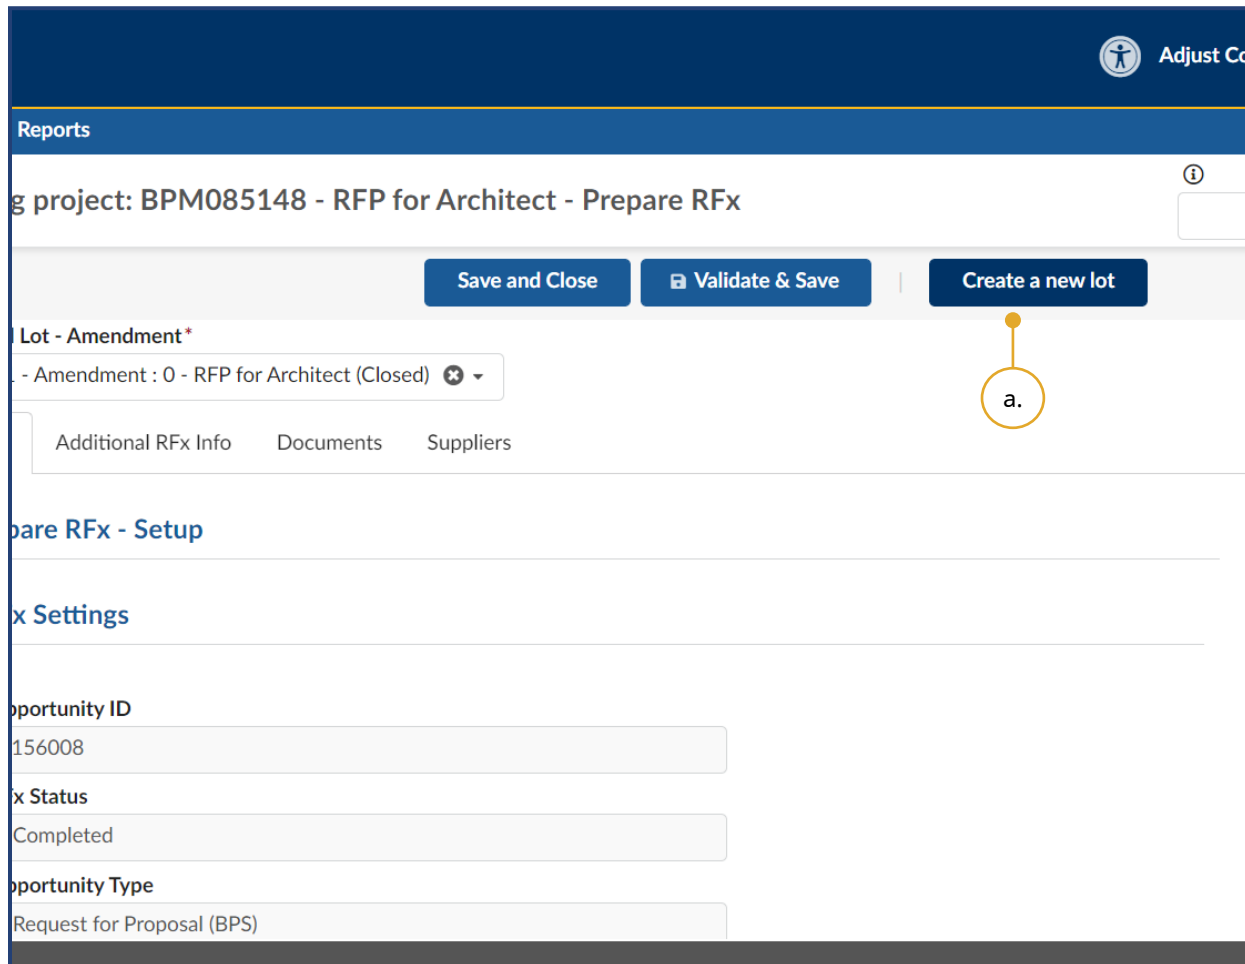 Adjust Co
Reports
g project: BPM085148 - RFP for Architect - Prepare RFx
Save and Close
Validate & Save
|
Create a new lot
Lot - Amendment*
- Amendment : 0 - RFP for Architect (Closed)
a.
Additional RFx Info
Documents
Suppliers
pare RFx - Setup
x Settings
pportunity ID
156008
x Status
Completed
pportunity Type
Request for Proposal (BPS)